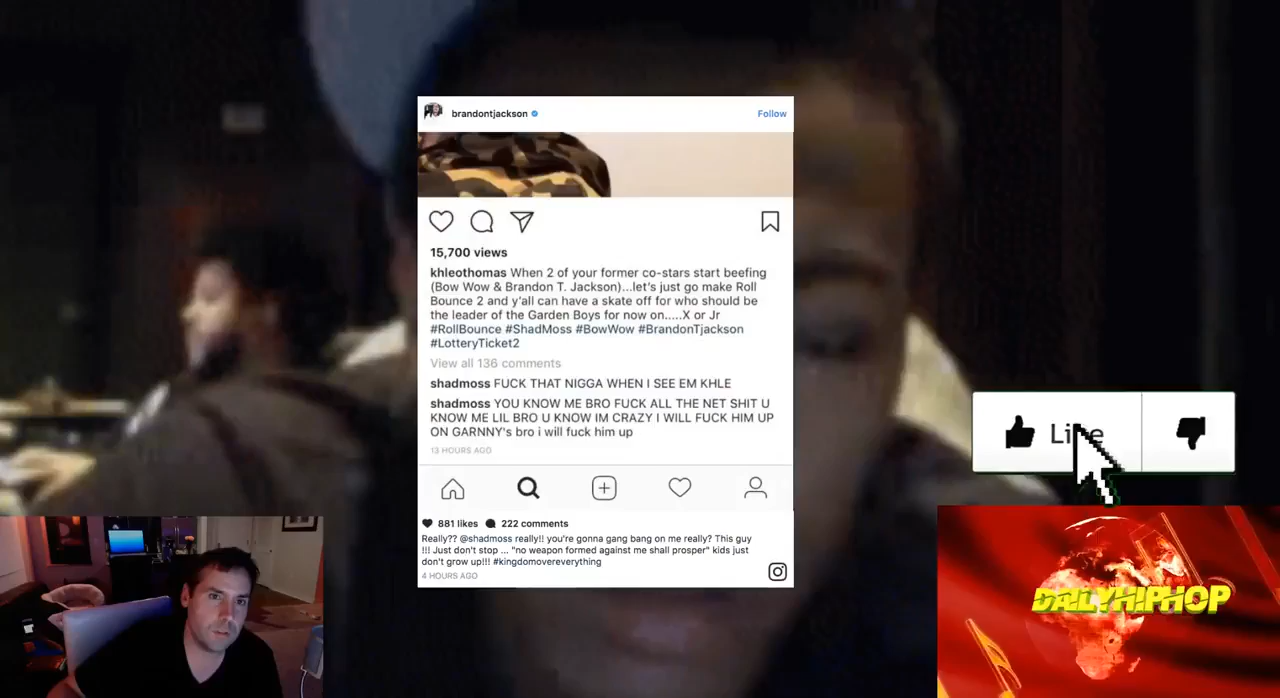 brandontjackson
Follow
15,700 views
khleothomas When 2 of your former co-stars start beefing
(Bow Wow & Brandon T. Jackson)...let's just go make Roll
Bounce 2 and y'all can have a skate off for who should be
the leader of the Garden Boys for now on.....X or Jr
#RollBounce #ShadMoss #BowWow #BrandonTjackson
#LotteryTicket2
View all 136 comments
shadmoss FUCK THAT NIGGA WHEN I SEE EM KHLE
shadmoss YOU KNOW ME BRO FUCK ALL THE NET SHIT U
KNOW ME LIL BRO U KNOW IM CRAZY I WILL FUCK HIM UP
ON GARNNY's bro i will fuck him up
13 HOURS AGO
881 likes 222 comments
Really?? @shadmoss really!! you're gonna gang bang on me really? This guy
!!! Just don't stop ... "no weapon formed against me shall prosper" kids just
don't grow up!!! #kingdomovereverything
4 HOURS AGO
Like
DAILYHIPHOP